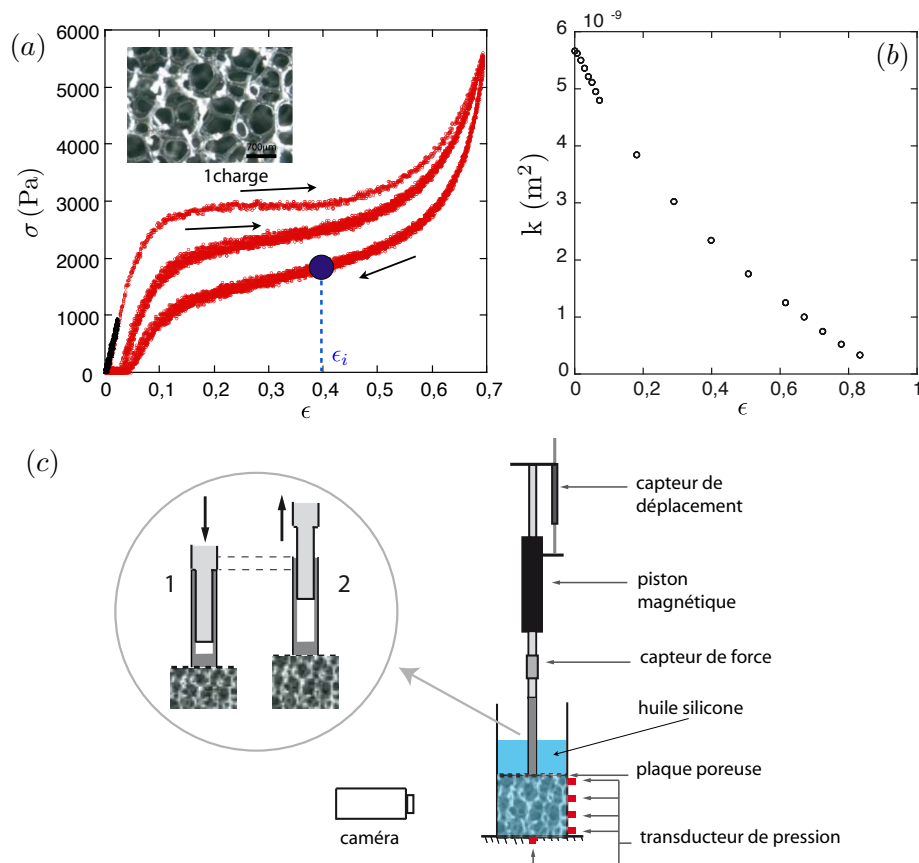 (a)
6000
5000
4000
3000
2000
1000
0
σ (Pa)
700µm
1charge
ϵ_i
0 0,1 0,2 0,3 0,4 0,5 0,6 0,7
ϵ
(b)
6 10 -9
5
4
3
2
1
0
k (m²)
0 0,2 0,4 0,6 0,8 1
ϵ
(c)
1
2
capteur de
déplacement
piston
magnétique
capteur de force
huile silicone
plaque poreuse
transducteur de pression
caméra